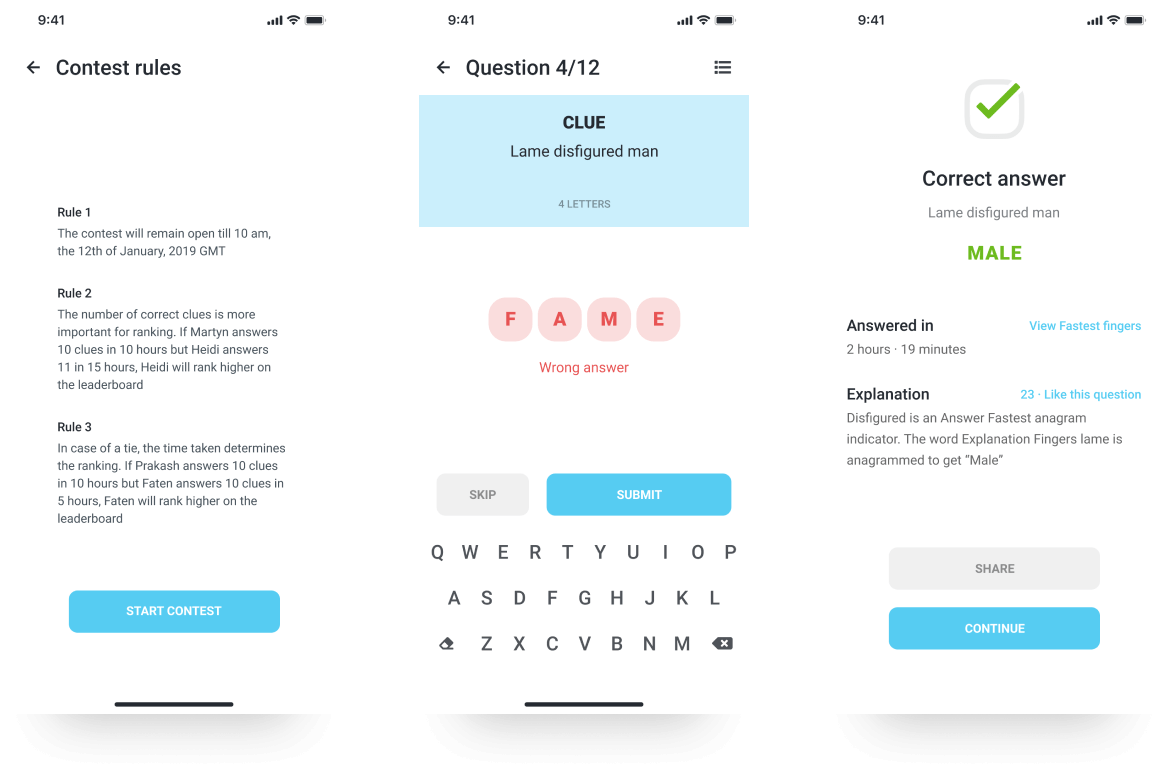 9:41
Contest rules
Rule 1
The contest will remain open till 10 am,
the 12th of January, 2019 GMT
Rule 2
The number of correct clues is more
important for ranking. If Martyn answers
10 clues in 10 hours but Heidi answers
11 in 15 hours, Heidi will rank higher on
the leaderboard
Rule 3
In case of a tie, the time taken determines
the ranking. If Prakash answers 10 clues
in 10 hours but Faten answers 10 clues in
5 hours, Faten will rank higher on the
leaderboard
START CONTEST
9:41
Question 4/12
CLUE
Lame disfigured man
4 LETTERS
F A M E
Wrong answer
SKIP SUBMIT
Q W E R T Y U I O P
A S D F G H J K L
Z X C V B N M
9:41
Correct answer
Lame disfigured man
MALE
Answered in View Fastest fingers
2 hours · 19 minutes
Explanation 23 · Like this question
Disfigured is an Answer Fastest anagram
indicator. The word Explanation Fingers lame is
anagrammed to get “Male”
SHARE
CONTINUE